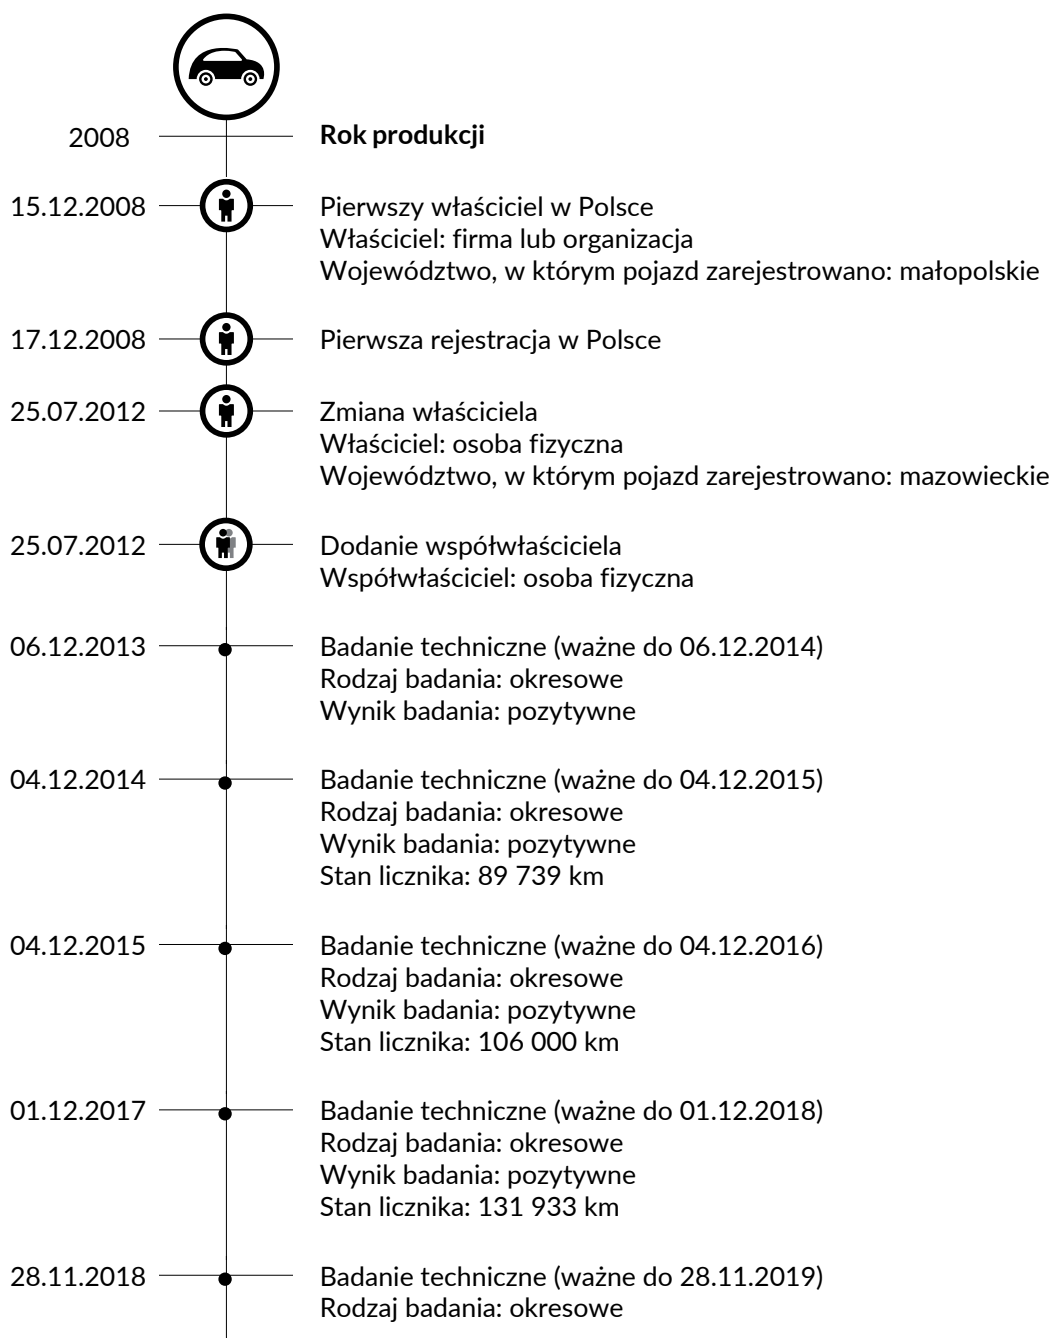 2008 Rok produkcji
15.12.2008 Pierwszy właściciel w Polsce
Właściciel: firma lub organizacja
Województwo, w którym pojazd zarejestrowano: małopolskie
17.12.2008 Pierwsza rejestracja w Polsce
25.07.2012 Zmiana właściciela
Właściciel: osoba fizyczna
Województwo, w którym pojazd zarejestrowano: mazowieckie
25.07.2012 Dodanie współwłaściciela
Współwłaściciel: osoba fizyczna
06.12.2013 Badanie techniczne (ważne do 06.12.2014)
Rodzaj badania: okresowe
Wynik badania: pozytywne
04.12.2014 Badanie techniczne (ważne do 04.12.2015)
Rodzaj badania: okresowe
Wynik badania: pozytywne
Stan licznika: 89 739 km
04.12.2015 Badanie techniczne (ważne do 04.12.2016)
Rodzaj badania: okresowe
Wynik badania: pozytywne
Stan licznika: 106 000 km
01.12.2017 Badanie techniczne (ważne do 01.12.2018)
Rodzaj badania: okresowe
Wynik badania: pozytywne
Stan licznika: 131 933 km
28.11.2018 Badanie techniczne (ważne do 28.11.2019)
Rodzaj badania: okresowe